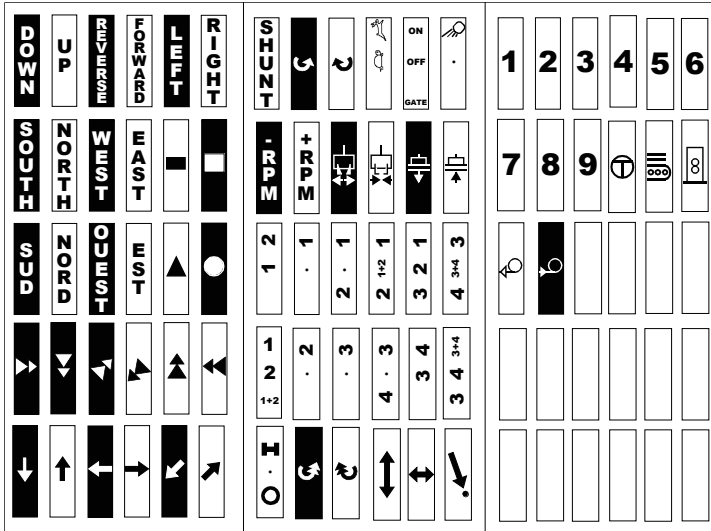 DOWN
UP
REVERSE
FORWARD
LEFT
RIGHT
SOUTH
NORTH
WEST
EAST
SUD
NORD
OUEST
EST
SHUNT
ON
OFF
GATE
-RPM
+RPM
1 2
· 1
2 · 1
2 1+2 1
3 2 1
4 3+4 3
1
2
1+2
· 2
· 3
4 · 3
3 4
3 4 3+4
O · I
1
2
3
4
5
6
7
8
9
T
8